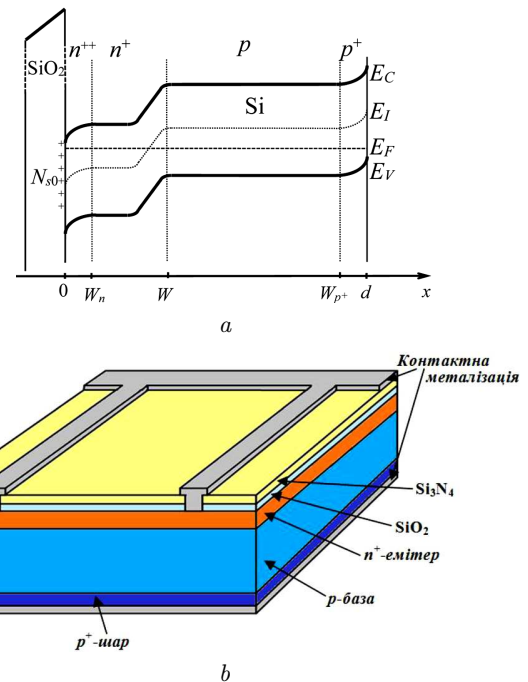 n++ n+ p p+
SiO2
EC
Si
EI
EF
Ns0
EV
+
+
+
+
+
+
0 Wn W Wp+ d x
a
Контактна
металізація
Si3N4
SiO2
n+-емітер
p-база
p+-шар
b